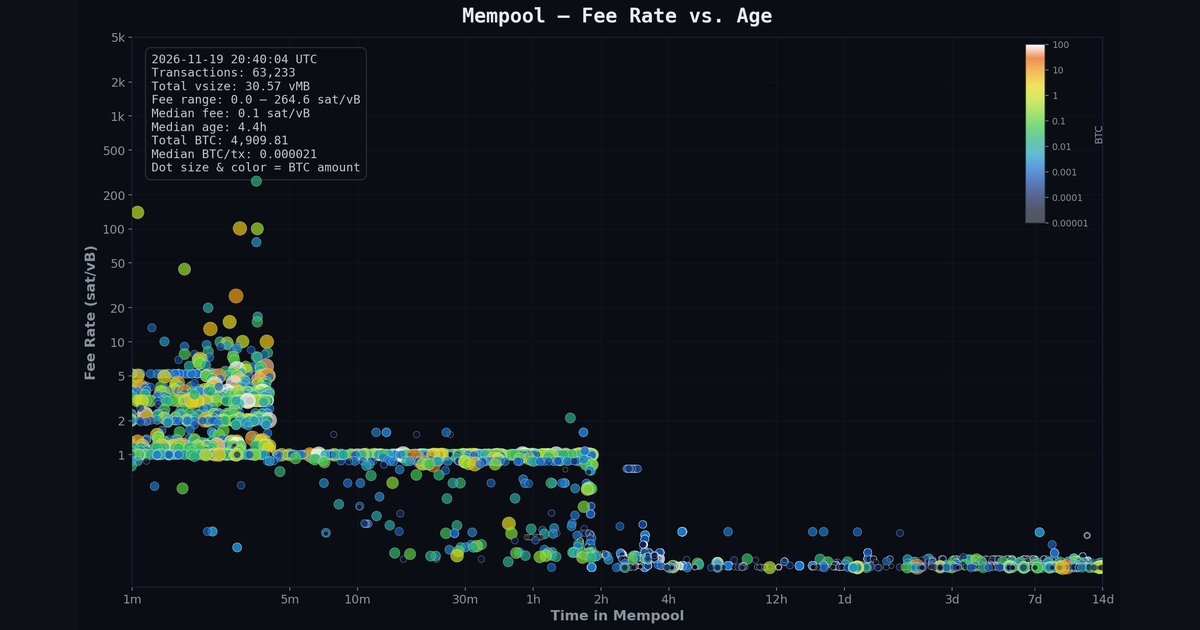 Mempool — Fee Rate vs. Age
2026-11-19 20:40:04 UTC
Transactions: 63,233
Total vsize: 30.57 vMB
Fee range: 0.0 – 264.6 sat/vB
Median fee: 0.1 sat/vB
Median age: 4.4h
Total BTC: 4,909.81
Median BTC/tx: 0.000021
Dot size & color = BTC amount
100
10
1
0.1
0.01
0.001
0.0001
0.00001
BTC
Fee Rate (sat/vB)
5k
2k
1k
500
200
100
50
20
10
5
2
1
1m 5m 10m 30m 1h 2h 4h 12h 1d 3d 7d 14d
Time in Mempool